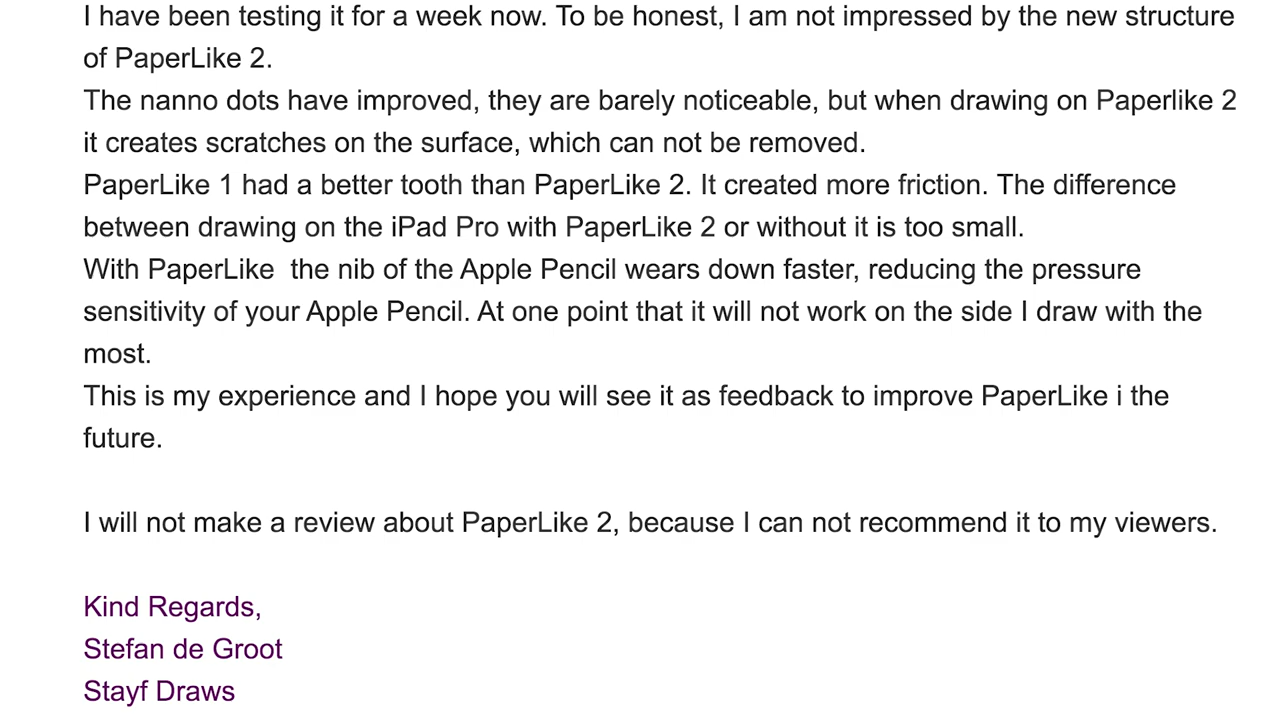 I have been testing it for a week now. To be honest, I am not impressed by the new structure
of PaperLike 2.
The nanno dots have improved, they are barely noticeable, but when drawing on Paperlike 2
it creates scratches on the surface, which can not be removed.
PaperLike 1 had a better tooth than PaperLike 2. It created more friction. The difference
between drawing on the iPad Pro with PaperLike 2 or without it is too small.
With PaperLike  the nib of the Apple Pencil wears down faster, reducing the pressure
sensitivity of your Apple Pencil. At one point that it will not work on the side I draw with the
most.
This is my experience and I hope you will see it as feedback to improve PaperLike i the
future.
I will not make a review about PaperLike 2, because I can not recommend it to my viewers.
Kind Regards,
Stefan de Groot
Stayf Draws